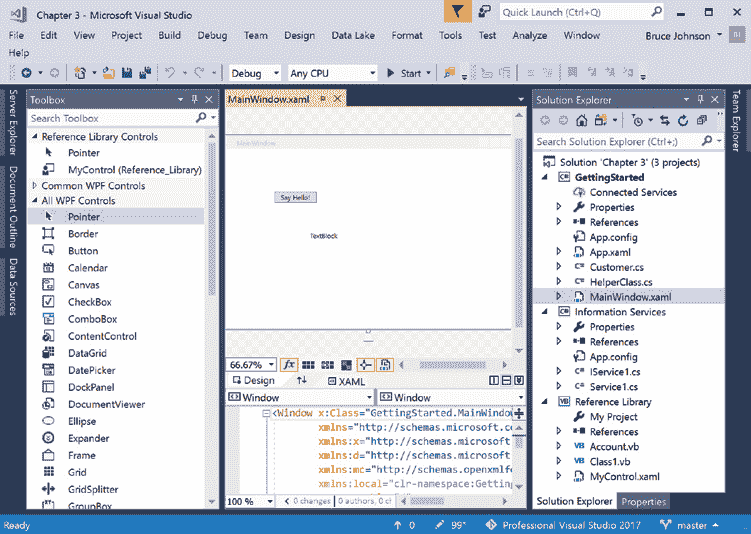 Chapter 3 - Microsoft Visual Studio
Quick Launch (Ctrl+Q)
File Edit View Project Build Debug Team Design Data Lake Format Tools Test Analyze Window
Bruce Johnson
BJ
Help
Debug Any CPU Start
Server Explorer
Document Outline
Data Sources
Toolbox
Search Toolbox
Reference Library Controls
Pointer
MyControl (Reference_Library)
Common WPF Controls
All WPF Controls
Pointer
Border
Button
Calendar
Canvas
CheckBox
ComboBox
ContentControl
DataGrid
DatePicker
DockPanel
DocumentViewer
Ellipse
Expander
Frame
Grid
GridSplitter
GroupBox
MainWindow.xaml
MainWindow
Say Hello!
TextBlock
66.67% fx
Design XAML
Window Window
<Window x:Class="GettingStarted.MainWindow
xmlns="http://schemas.microsoft.co
xmlns:x="http://schemas.microsoft
xmlns:d="http://schemas.microsoft
xmlns:mc="http://schemas.openxmlfo
xmlns:local="clr-namespace:Getting
100 % 0 changes 0 authors, 0 cl
Solution Explorer
Search Solution Explorer (Ctrl+;)
Solution 'Chapter 3' (3 projects)
C# GettingStarted
Connected Services
Properties
References
App.config
App.xaml
C# Customer.cs
C# HelperClass.cs
MainWindow.xaml
C# Information Services
Properties
References
App.config
C# IService1.cs
C# Service1.cs
VB Reference Library
My Project
References
VB Account.vb
VB Class1.vb
MyControl.xaml
Solution Explorer Properties
Team Explorer
Ready 0 99* Professional Visual Studio 2017 master